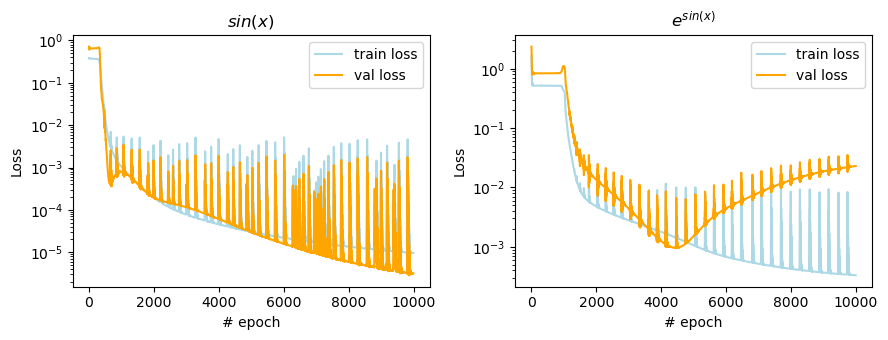 sin(x)
Loss
10⁰
10⁻¹
10⁻²
10⁻³
10⁻⁴
10⁻⁵
train loss
val loss
0 2000 4000 6000 8000 10000
# epoch
e^{sin(x)}
Loss
10⁰
10⁻¹
10⁻²
10⁻³
train loss
val loss
0 2000 4000 6000 8000 10000
# epoch